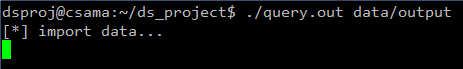 dsproj@csama:~/ds_project$ ./query.out data/output
[*] import data...